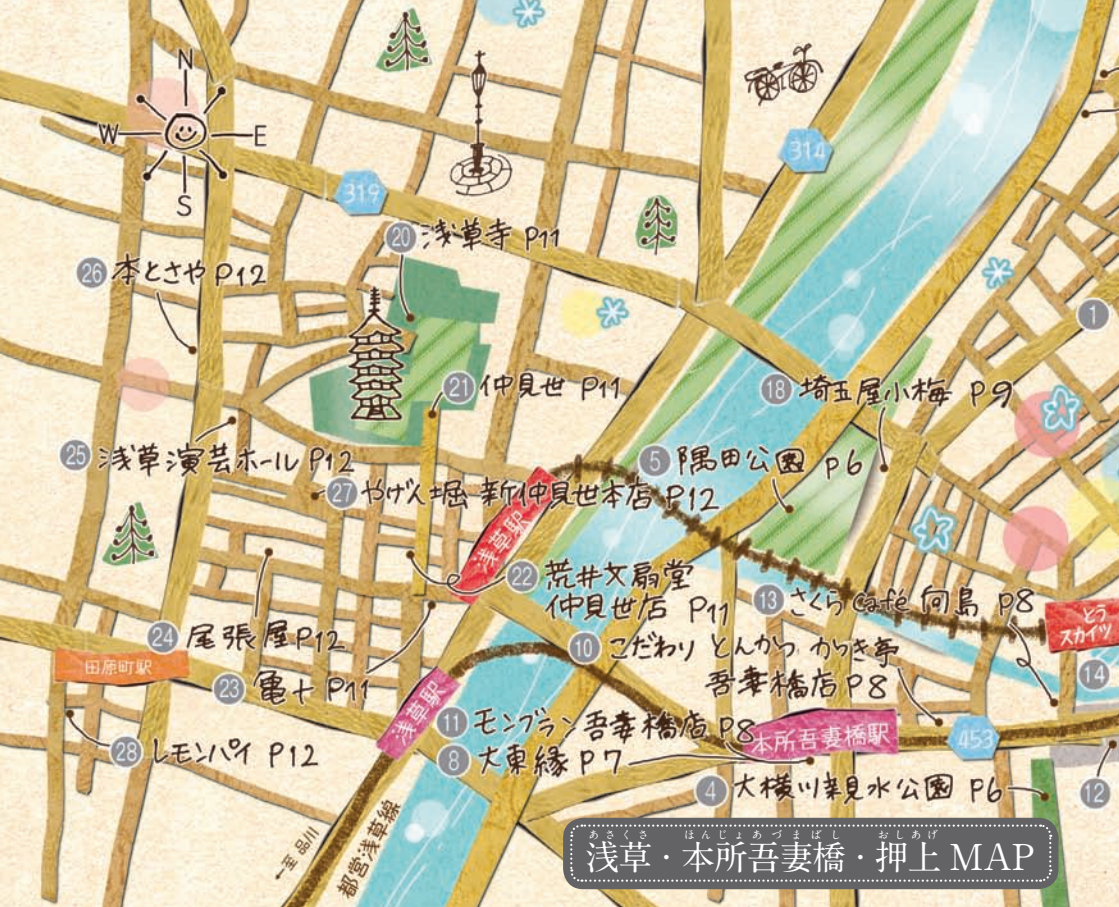 N
W E
S
314
319
20 浅草寺 P11
26 本とさや P12
1
21 仲見世 P11
18 埼玉屋小梅 P9
25 浅草演芸ホール P12
5 隅田公園 P6
27 やげん堀 新仲見世本店 P12
浅草駅
22 荒井文扇堂
仲見世店 P11
13 さくら Café 向島 P8
とう
スカイツ
24 尾張屋 P12
10 こだわり とんかつ かつき亭
吾妻橋店 P8
田原町駅
23 亀十 P11
14
浅草駅
11 モンブラン 吾妻橋店 P8
本所吾妻橋駅
453
28 レモンパイ P12
8 大東縁 P7
4 大横川親水公園 P6
12
←至 品川
都営浅草線
あさくさ ほんじょあづまばし おしあげ
浅草・本所吾妻橋・押上 MAP